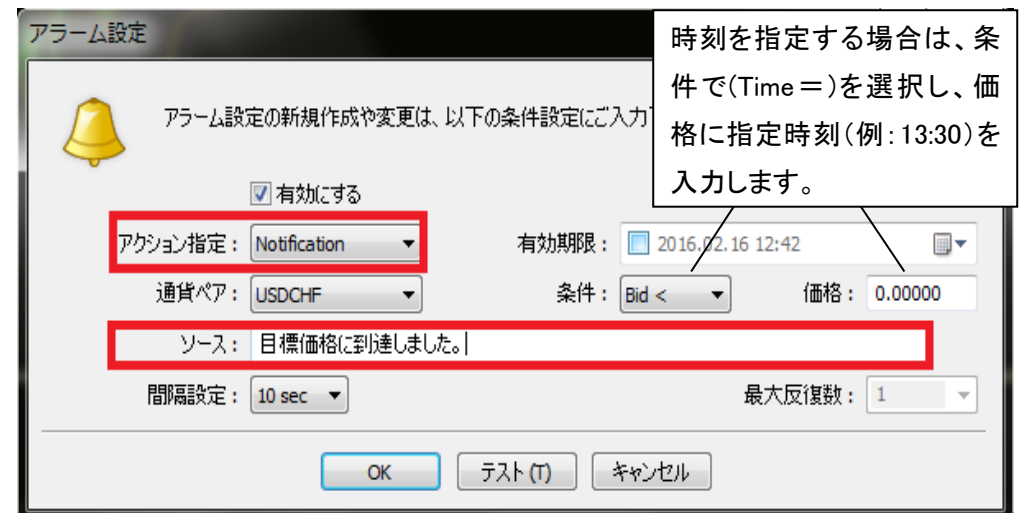 アラーム設定
時刻を指定する場合は、条
件で(Time＝)を選択し、価
格に指定時刻(例：13:30)を
入力します。
アラーム設定の新規作成や変更は、以下の条件設定にご入力
有効にする
アクション指定： Notification 有効期限： 2016.02.16 12:42
通貨ペア： USDCHF 条件： Bid < 価格： 0.00000
ソース： 目標価格に到達しました。
間隔設定： 10 sec 最大反復数： 1
OK テスト(T) キャンセル